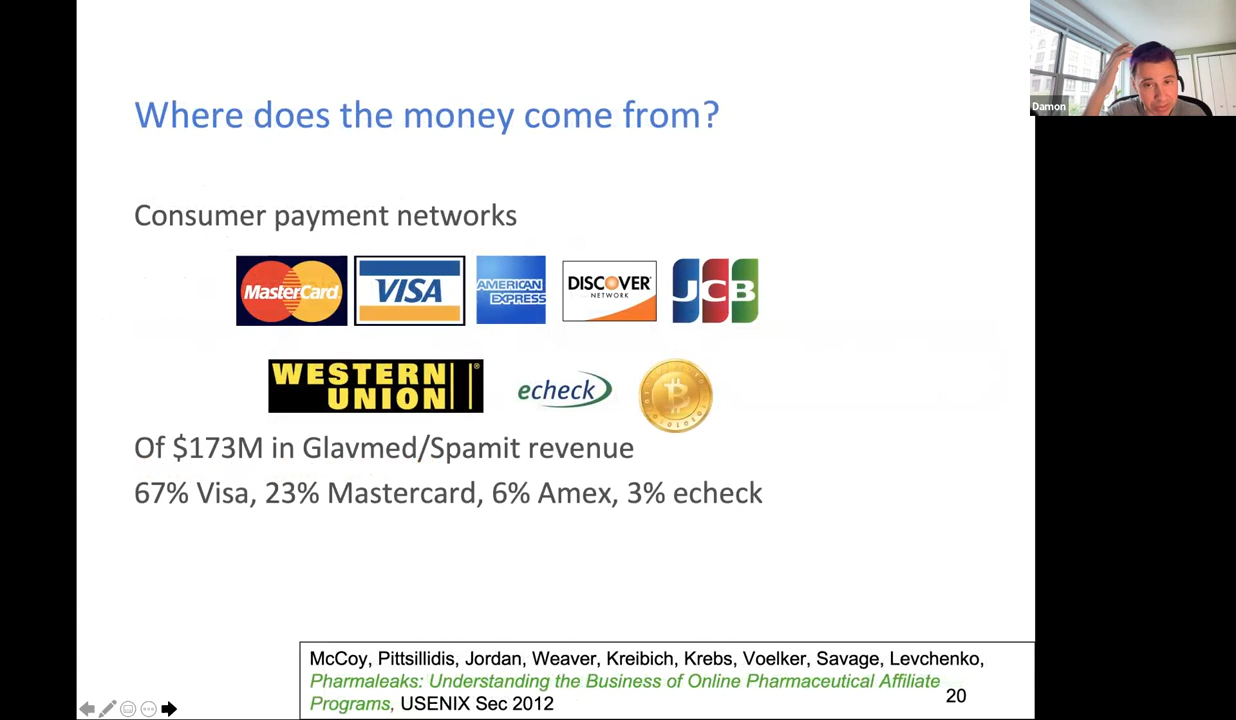 Damon
Where does the money come from?
Consumer payment networks
MasterCard VISA AMERICAN EXPRESS DISCOVER NETWORK JCB
WESTERN UNION echeck
Of $173M in Glavmed/Spamit revenue
67% Visa, 23% Mastercard, 6% Amex, 3% echeck
McCoy, Pittsillidis, Jordan, Weaver, Kreibich, Krebs, Voelker, Savage, Levchenko,
Pharmaleaks: Understanding the Business of Online Pharmaceutical Affiliate
Programs, USENIX Sec 2012
20